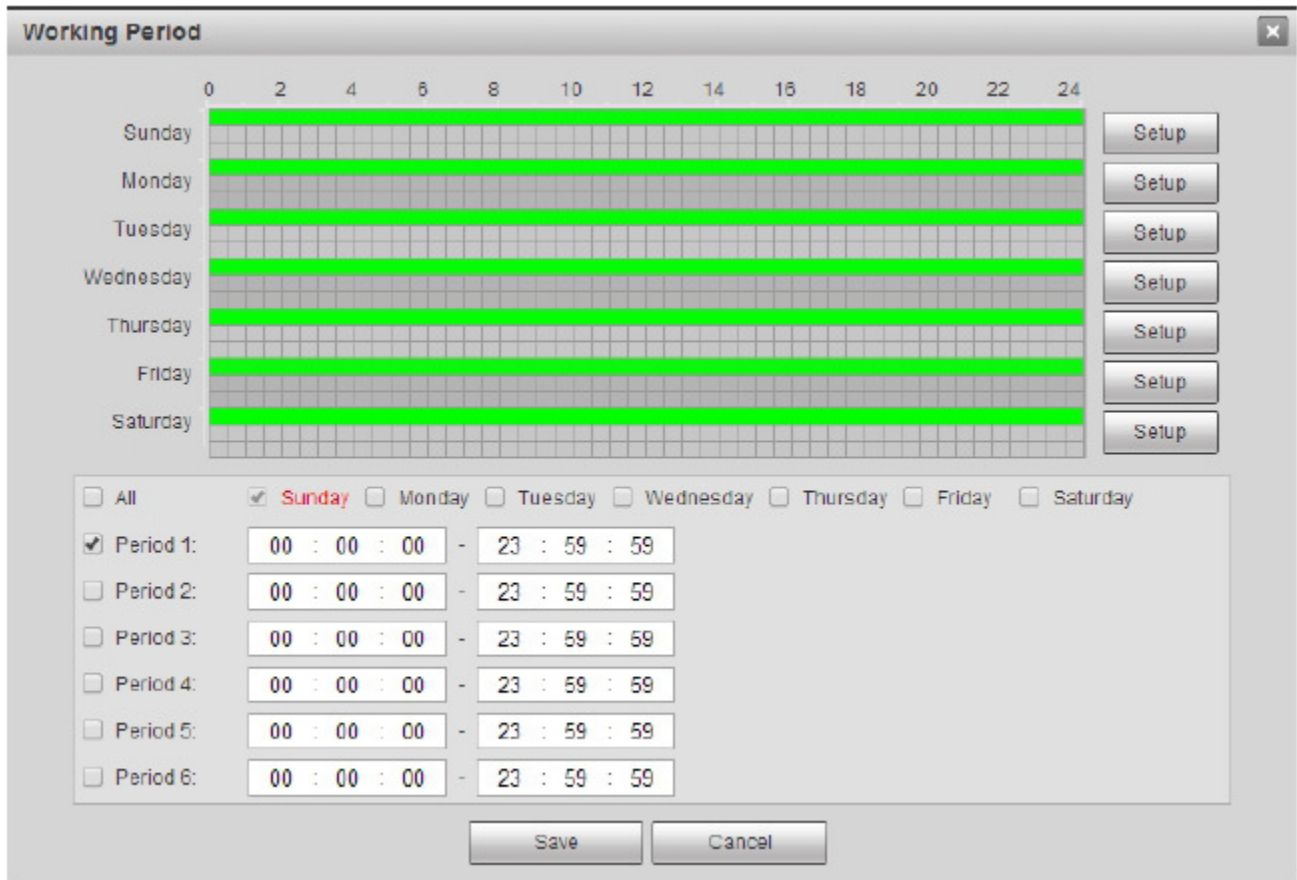 Working Period
0 2 4 6 8 10 12 14 16 18 20 22 24
Sunday Setup
Monday Setup
Tuesday Setup
Wednesday Setup
Thursday Setup
Friday Setup
Saturday Setup
All Sunday Monday Tuesday Wednesday Thursday Friday Saturday
Period 1: 00 : 00 : 00 - 23 : 59 : 59
Period 2: 00 : 00 : 00 - 23 : 59 : 59
Period 3: 00 : 00 : 00 - 23 : 59 : 59
Period 4: 00 : 00 : 00 - 23 : 59 : 59
Period 5: 00 : 00 : 00 - 23 : 59 : 59
Period 6: 00 : 00 : 00 - 23 : 59 : 59
Save Cancel